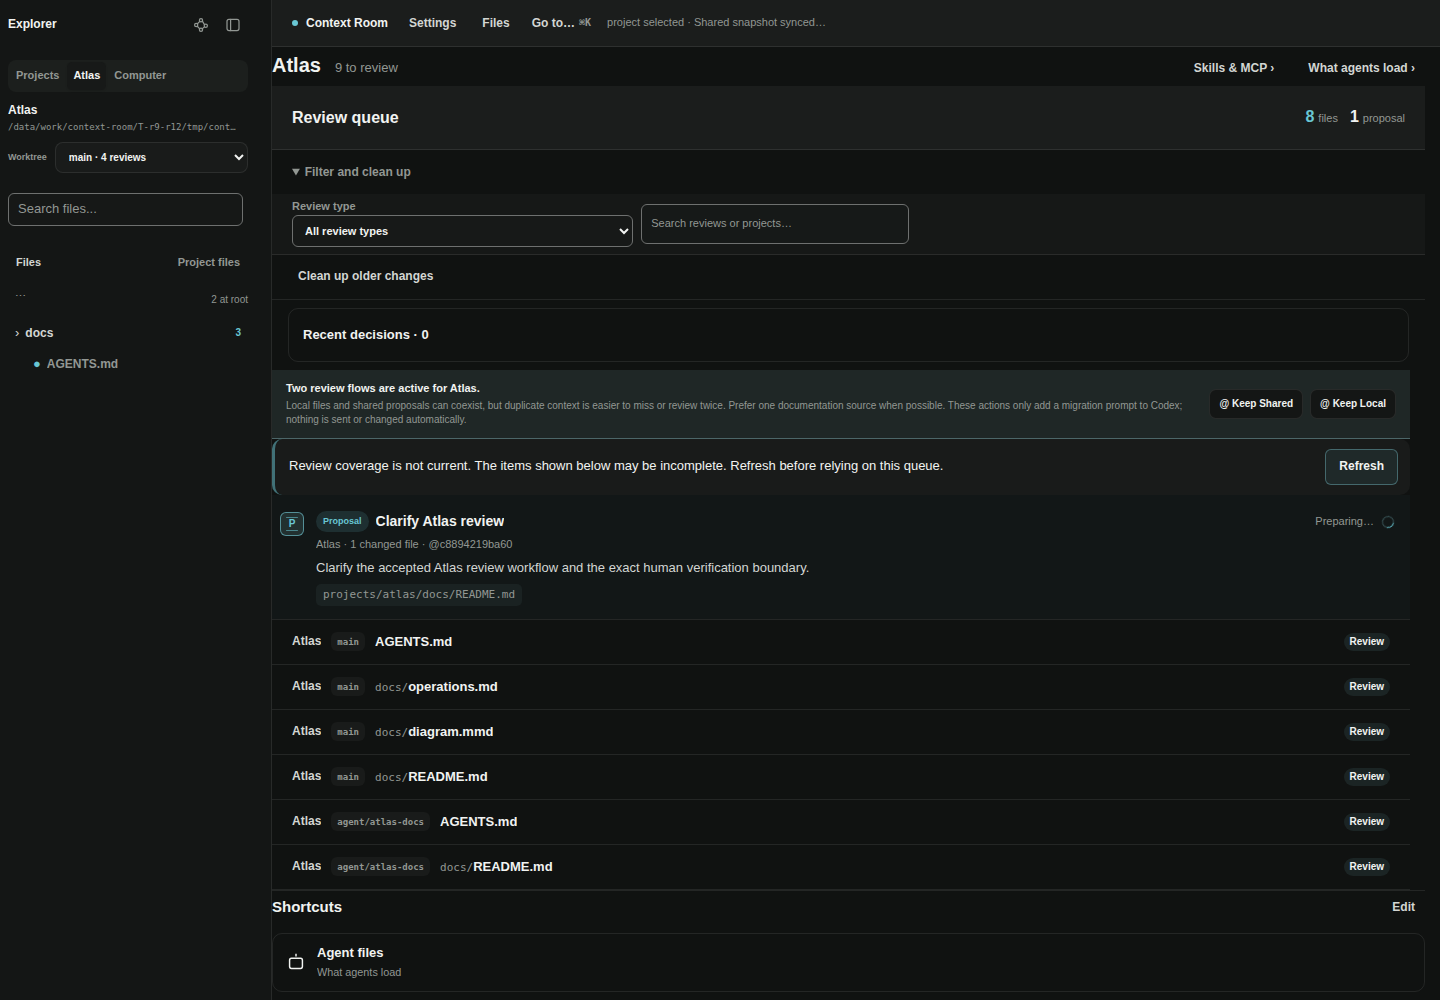 Explorer
Projects Atlas Computer
Atlas
/data/work/context-room/T-r9-r12/tmp/cont…
Worktree main · 4 reviews
Search files...
Files Project files
... 2 at root
› docs 3
AGENTS.md
Context Room Settings Files Go to… ⌘K project selected · Shared snapshot synced…
Atlas 9 to review Skills & MCP › What agents load ›
Review queue 8 files 1 proposal
▼ Filter and clean up
Review type
All review types Search reviews or projects…
Clean up older changes
Recent decisions · 0
Two review flows are active for Atlas.
Local files and shared proposals can coexist, but duplicate context is easier to miss or review twice. Prefer one documentation source when possible. These actions only add a migration prompt to Codex;
nothing is sent or changed automatically.
@ Keep Shared @ Keep Local
Review coverage is not current. The items shown below may be incomplete. Refresh before relying on this queue. Refresh
P Proposal Clarify Atlas review Preparing…
Atlas · 1 changed file · @c8894219ba60
Clarify the accepted Atlas review workflow and the exact human verification boundary.
projects/atlas/docs/README.md
Atlas main AGENTS.md Review
Atlas main docs/operations.md Review
Atlas main docs/diagram.mmd Review
Atlas main docs/README.md Review
Atlas agent/atlas-docs AGENTS.md Review
Atlas agent/atlas-docs docs/README.md Review
Shortcuts Edit
Agent files
What agents load